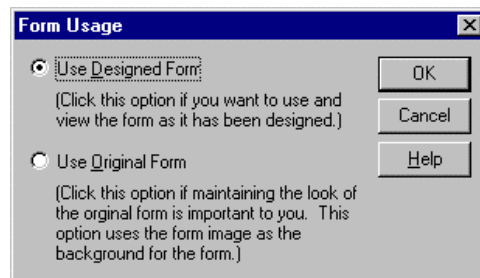 Form Usage
Use Designed Form
(Click this option if you want to use and
view the form as it has been designed.)
Use Original Form
(Click this option if maintaining the look of
the orginal form is important to you. This
option uses the form image as the
background for the form.)
OK
Cancel
Help